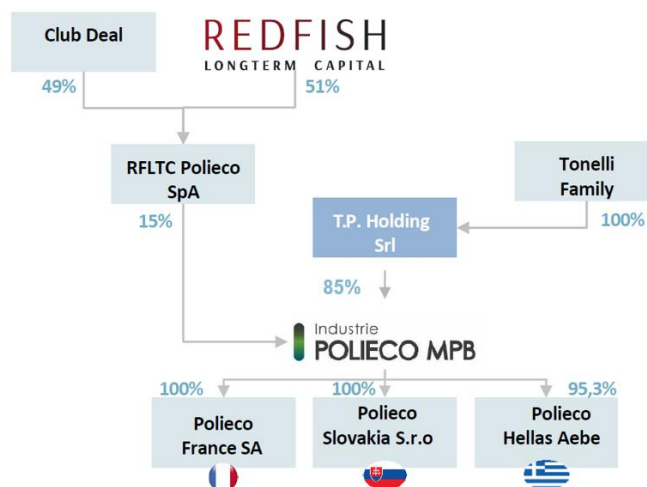 Club Deal
REDFISH
LONGTERM CAPITAL
49%
51%
RFLTC Polieco
SpA
Tonelli
Family
15%
T.P. Holding
Srl
100%
85%
Industrie
POLIECO MPB
100%
100%
95,3%
Polieco
France SA
Polieco
Slovakia S.r.o
Polieco
Hellas Aebe